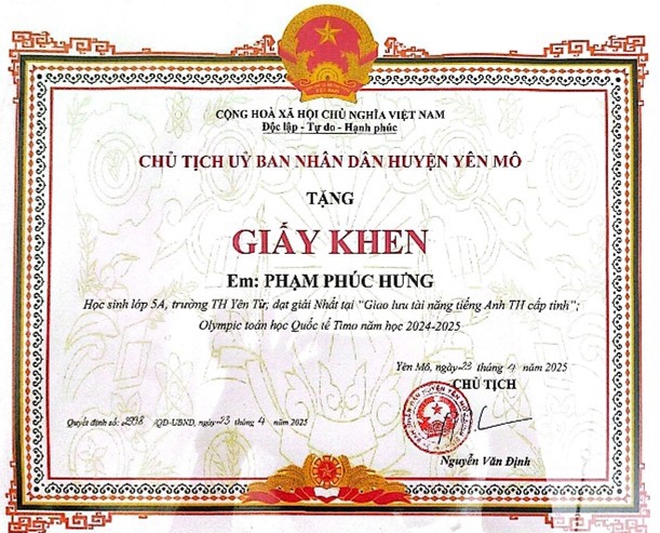 CỘNG HOÀ XÃ HỘI CHỦ NGHĨA VIỆT NAM
Độc lập - Tự do - Hạnh phúc
CHỦ TỊCH UỶ BAN NHÂN DÂN HUYỆN YÊN MÔ
TẶNG
GIẤY KHEN
Em: PHẠM PHÚC HƯNG
Học sinh lớp 5A, trường TH Yên Từ; đạt giải Nhất tại "Giao lưu tài năng tiếng Anh TH cấp tỉnh";
Olympic toán học Quốc tế Timo năm học 2024-2025
Yên Mô, ngày 23 tháng 4 năm 2025
CHỦ TỊCH
Quyết định số: /QĐ-UBND, ngày 23 tháng 4 năm 2025
Nguyễn Văn Định